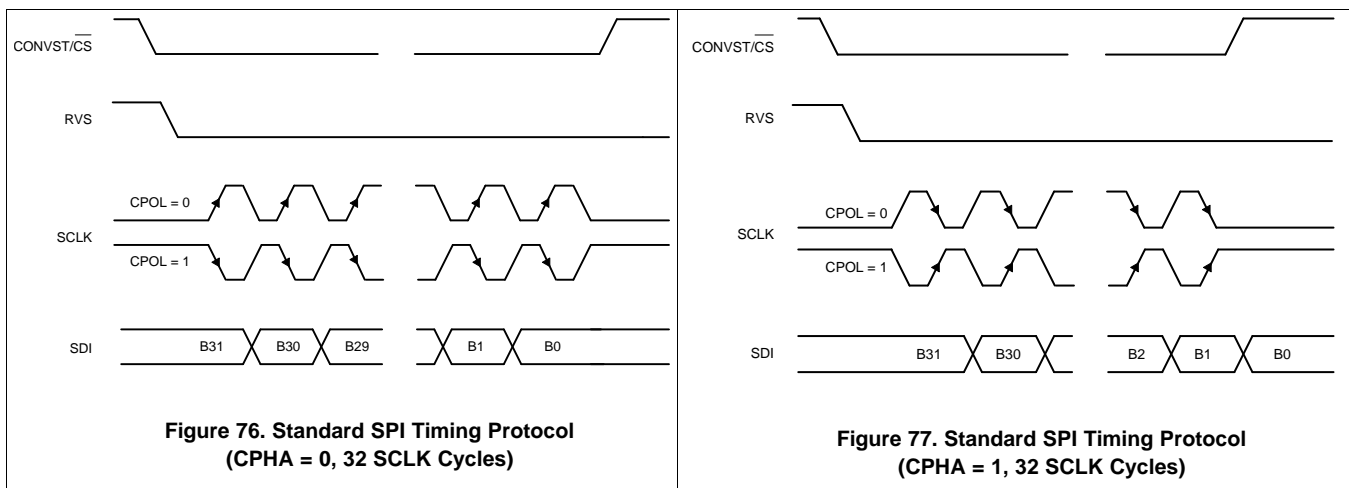 CONVST/CS
RVS
CPOL = 0
SCLK
CPOL = 1
SDI
B31 B30 B29 B1 B0
Figure 76. Standard SPI Timing Protocol
(CPHA = 0, 32 SCLK Cycles)
CONVST/CS
RVS
CPOL = 0
SCLK
CPOL = 1
SDI
B31 B30 B2 B1 B0
Figure 77. Standard SPI Timing Protocol
(CPHA = 1, 32 SCLK Cycles)